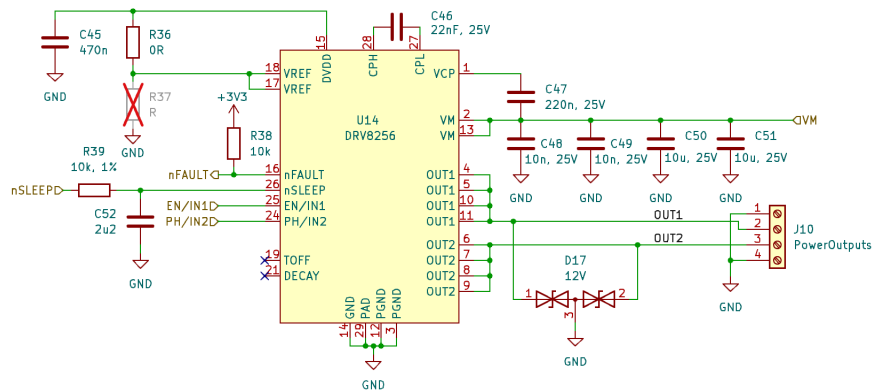 C45
470n
GND
R36
0R
R37
R
GND
C46
22nF, 25V
28
27
CPH
CPL
15
DVDD
18
VREF
17
VREF
+3V3
R38
10k
U14
DRV8256
VCP
1
C47
220n, 25V
VM
2
VM
13
VM
C48
10n, 25V
GND
C49
10n, 25V
GND
C50
10u, 25V
GND
C51
10u, 25V
GND
R39
10k, 1%
nSLEEP
nFAULT
16
nFAULT
26
nSLEEP
EN/IN1
25
EN/IN1
PH/IN2
24
PH/IN2
C52
2u2
GND
19
TOFF
21
DECAY
OUT1
4
OUT1
5
OUT1
10
OUT1
11
OUT2
6
OUT2
7
OUT2
8
OUT2
9
OUT1
OUT2
1
2
3
4
J10
PowerOutputs
GND
D17
12V
1
2
3
GND
GND
PAD
PGND
PGND
14
29
12
3
GND